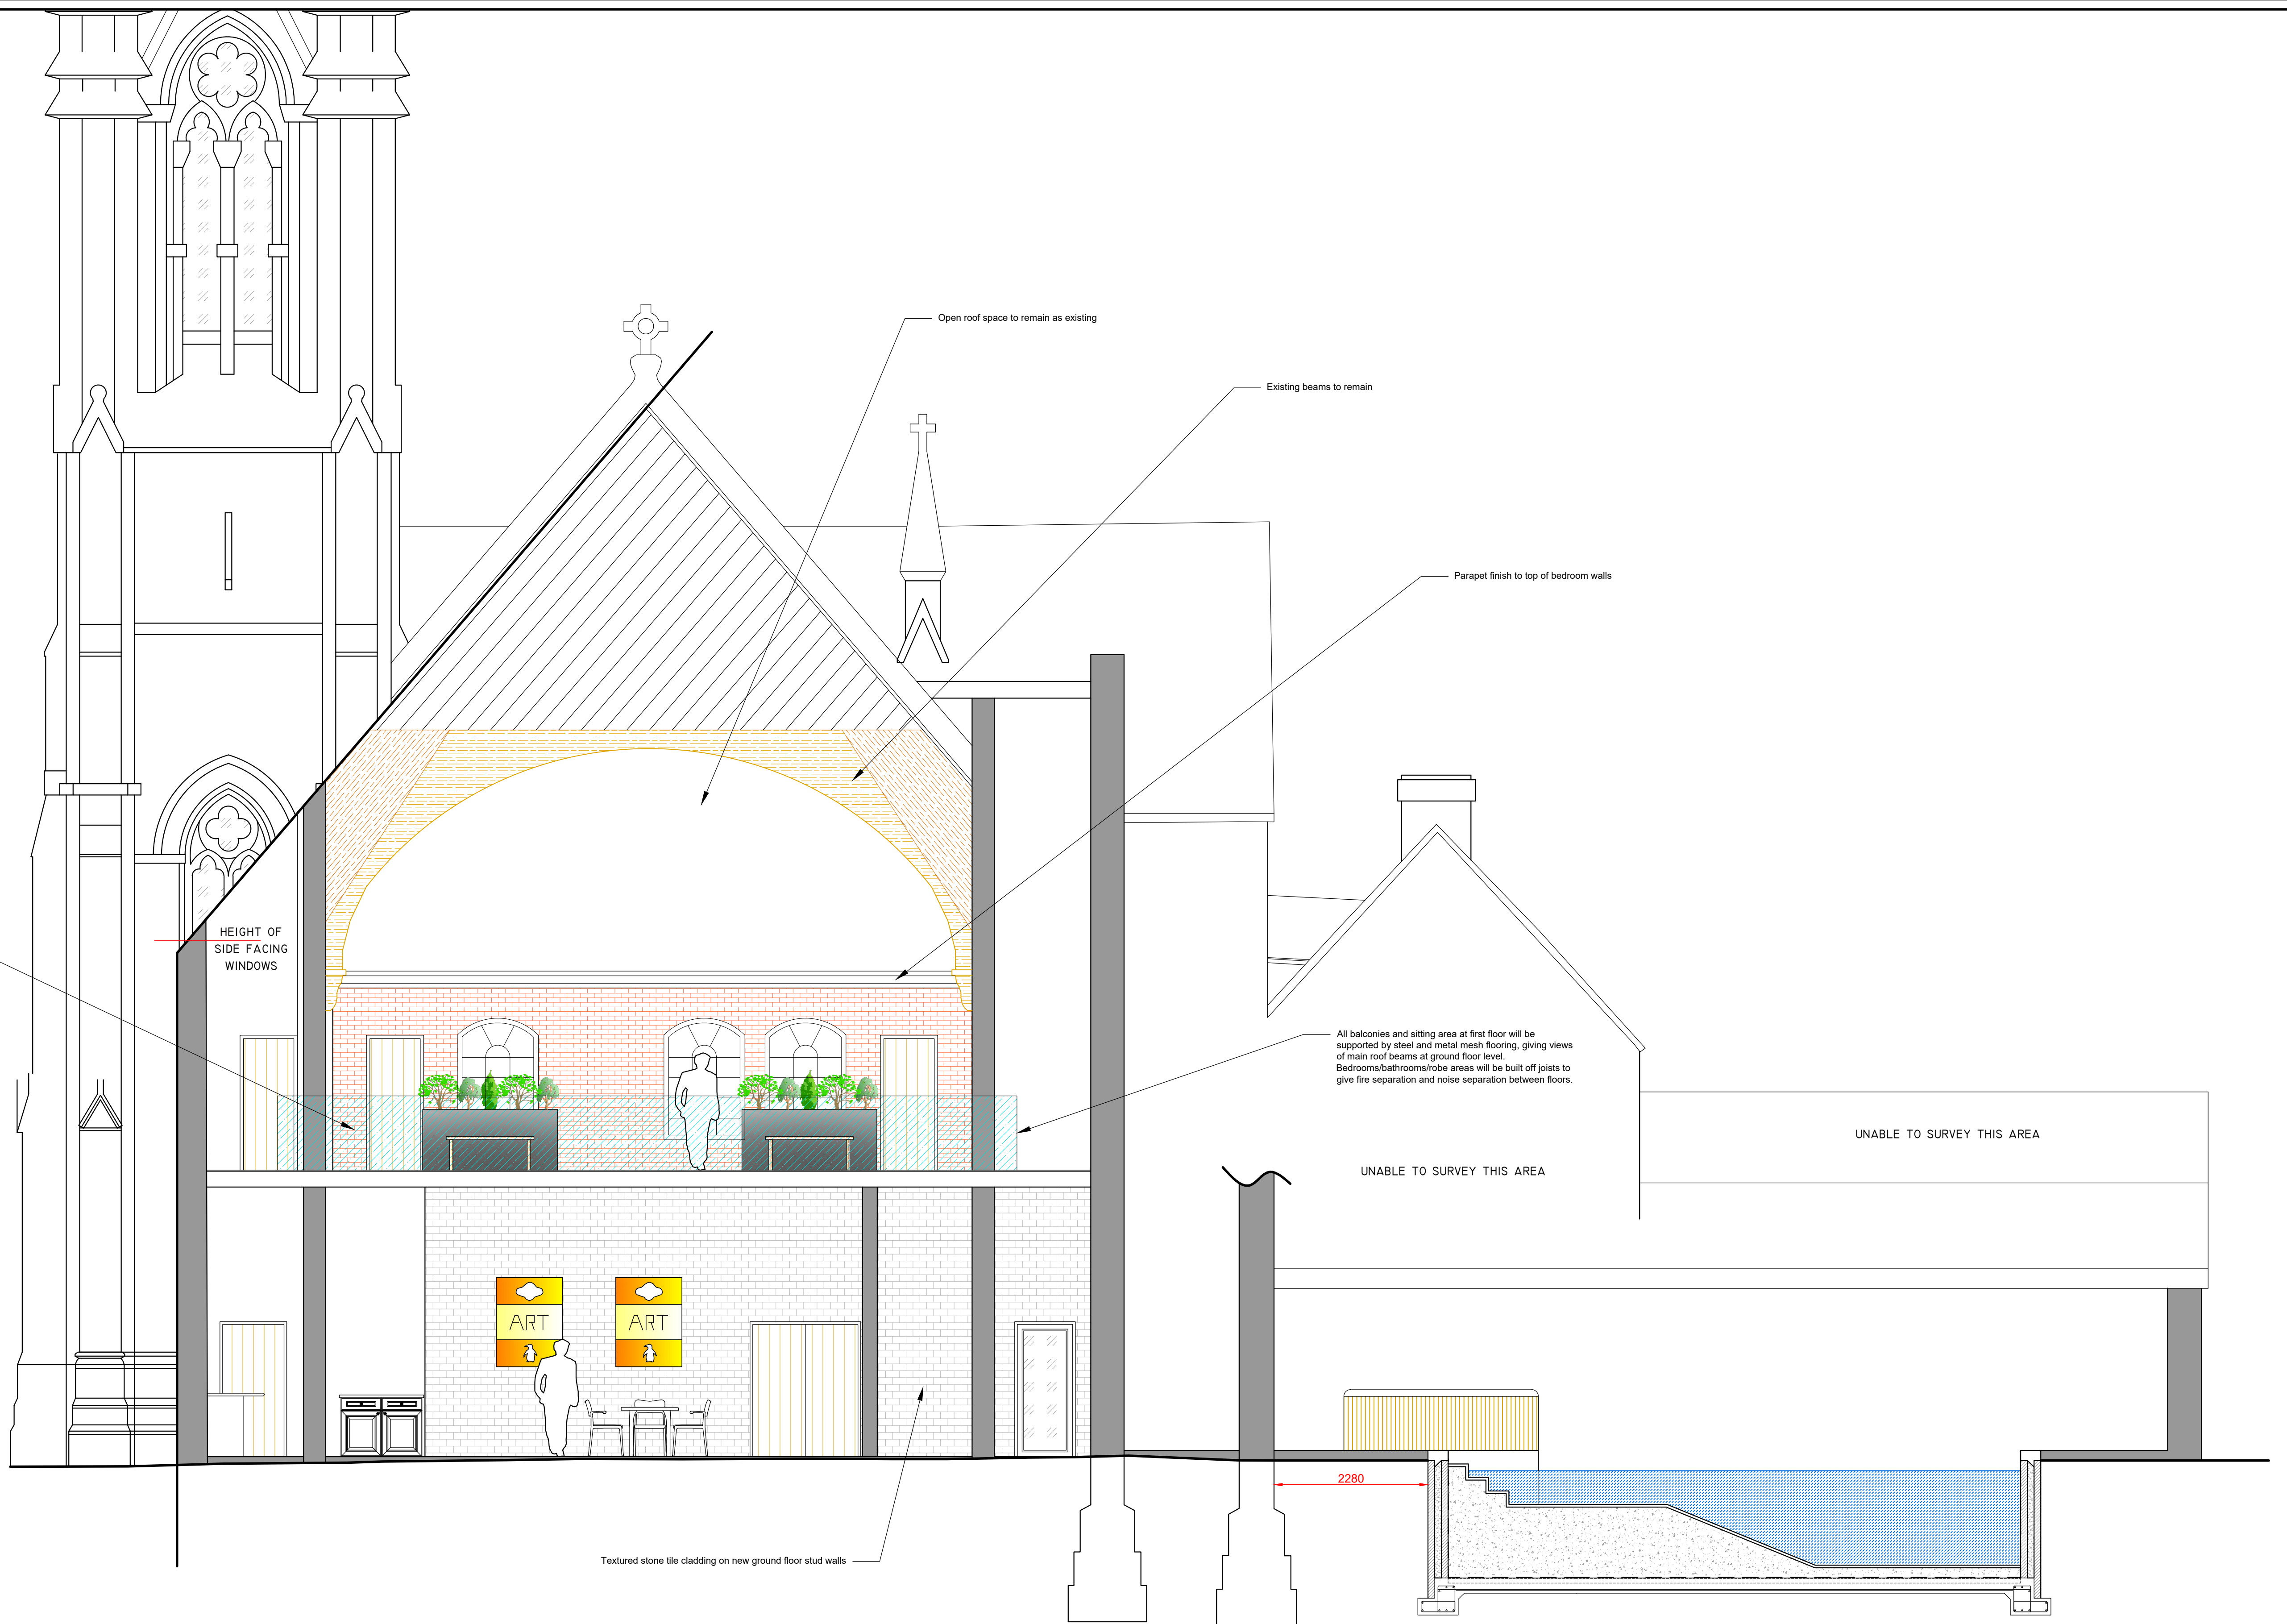 Open roof space to remain as existing
Existing beams to remain
Parapet finish to top of bedroom walls
HEIGHT OF
SIDE FACING
WINDOWS
All balconies and sitting area at first floor will be
supported by steel and metal mesh flooring, giving views
of main roof beams at ground floor level.
Bedrooms/bathrooms/robe areas will be built off joists to
give fire separation and noise separation between floors.
UNABLE TO SURVEY THIS AREA
UNABLE TO SURVEY THIS AREA
ART
ART
2280
Textured stone tile cladding on new ground floor stud walls